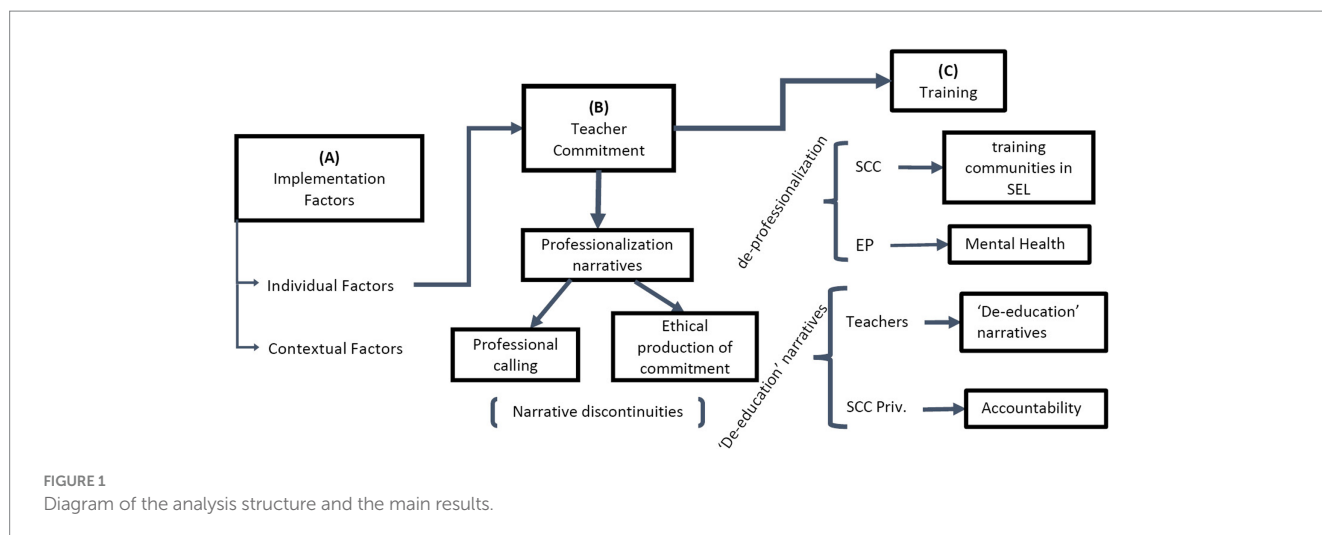 (A)
Implementation
Factors
Individual Factors
Contextual Factors
(B)
Teacher
Commitment
Professionalization
narratives
Professional
calling
Ethical
production of
commitment
Narrative discontinuities
(C)
Training
de-professionalization
SCC
training
communities in
SEL
EP
Mental Health
'De-education' narratives
Teachers
'De-education'
narratives
SCC Priv.
Accountability
FIGURE 1
Diagram of the analysis structure and the main results.